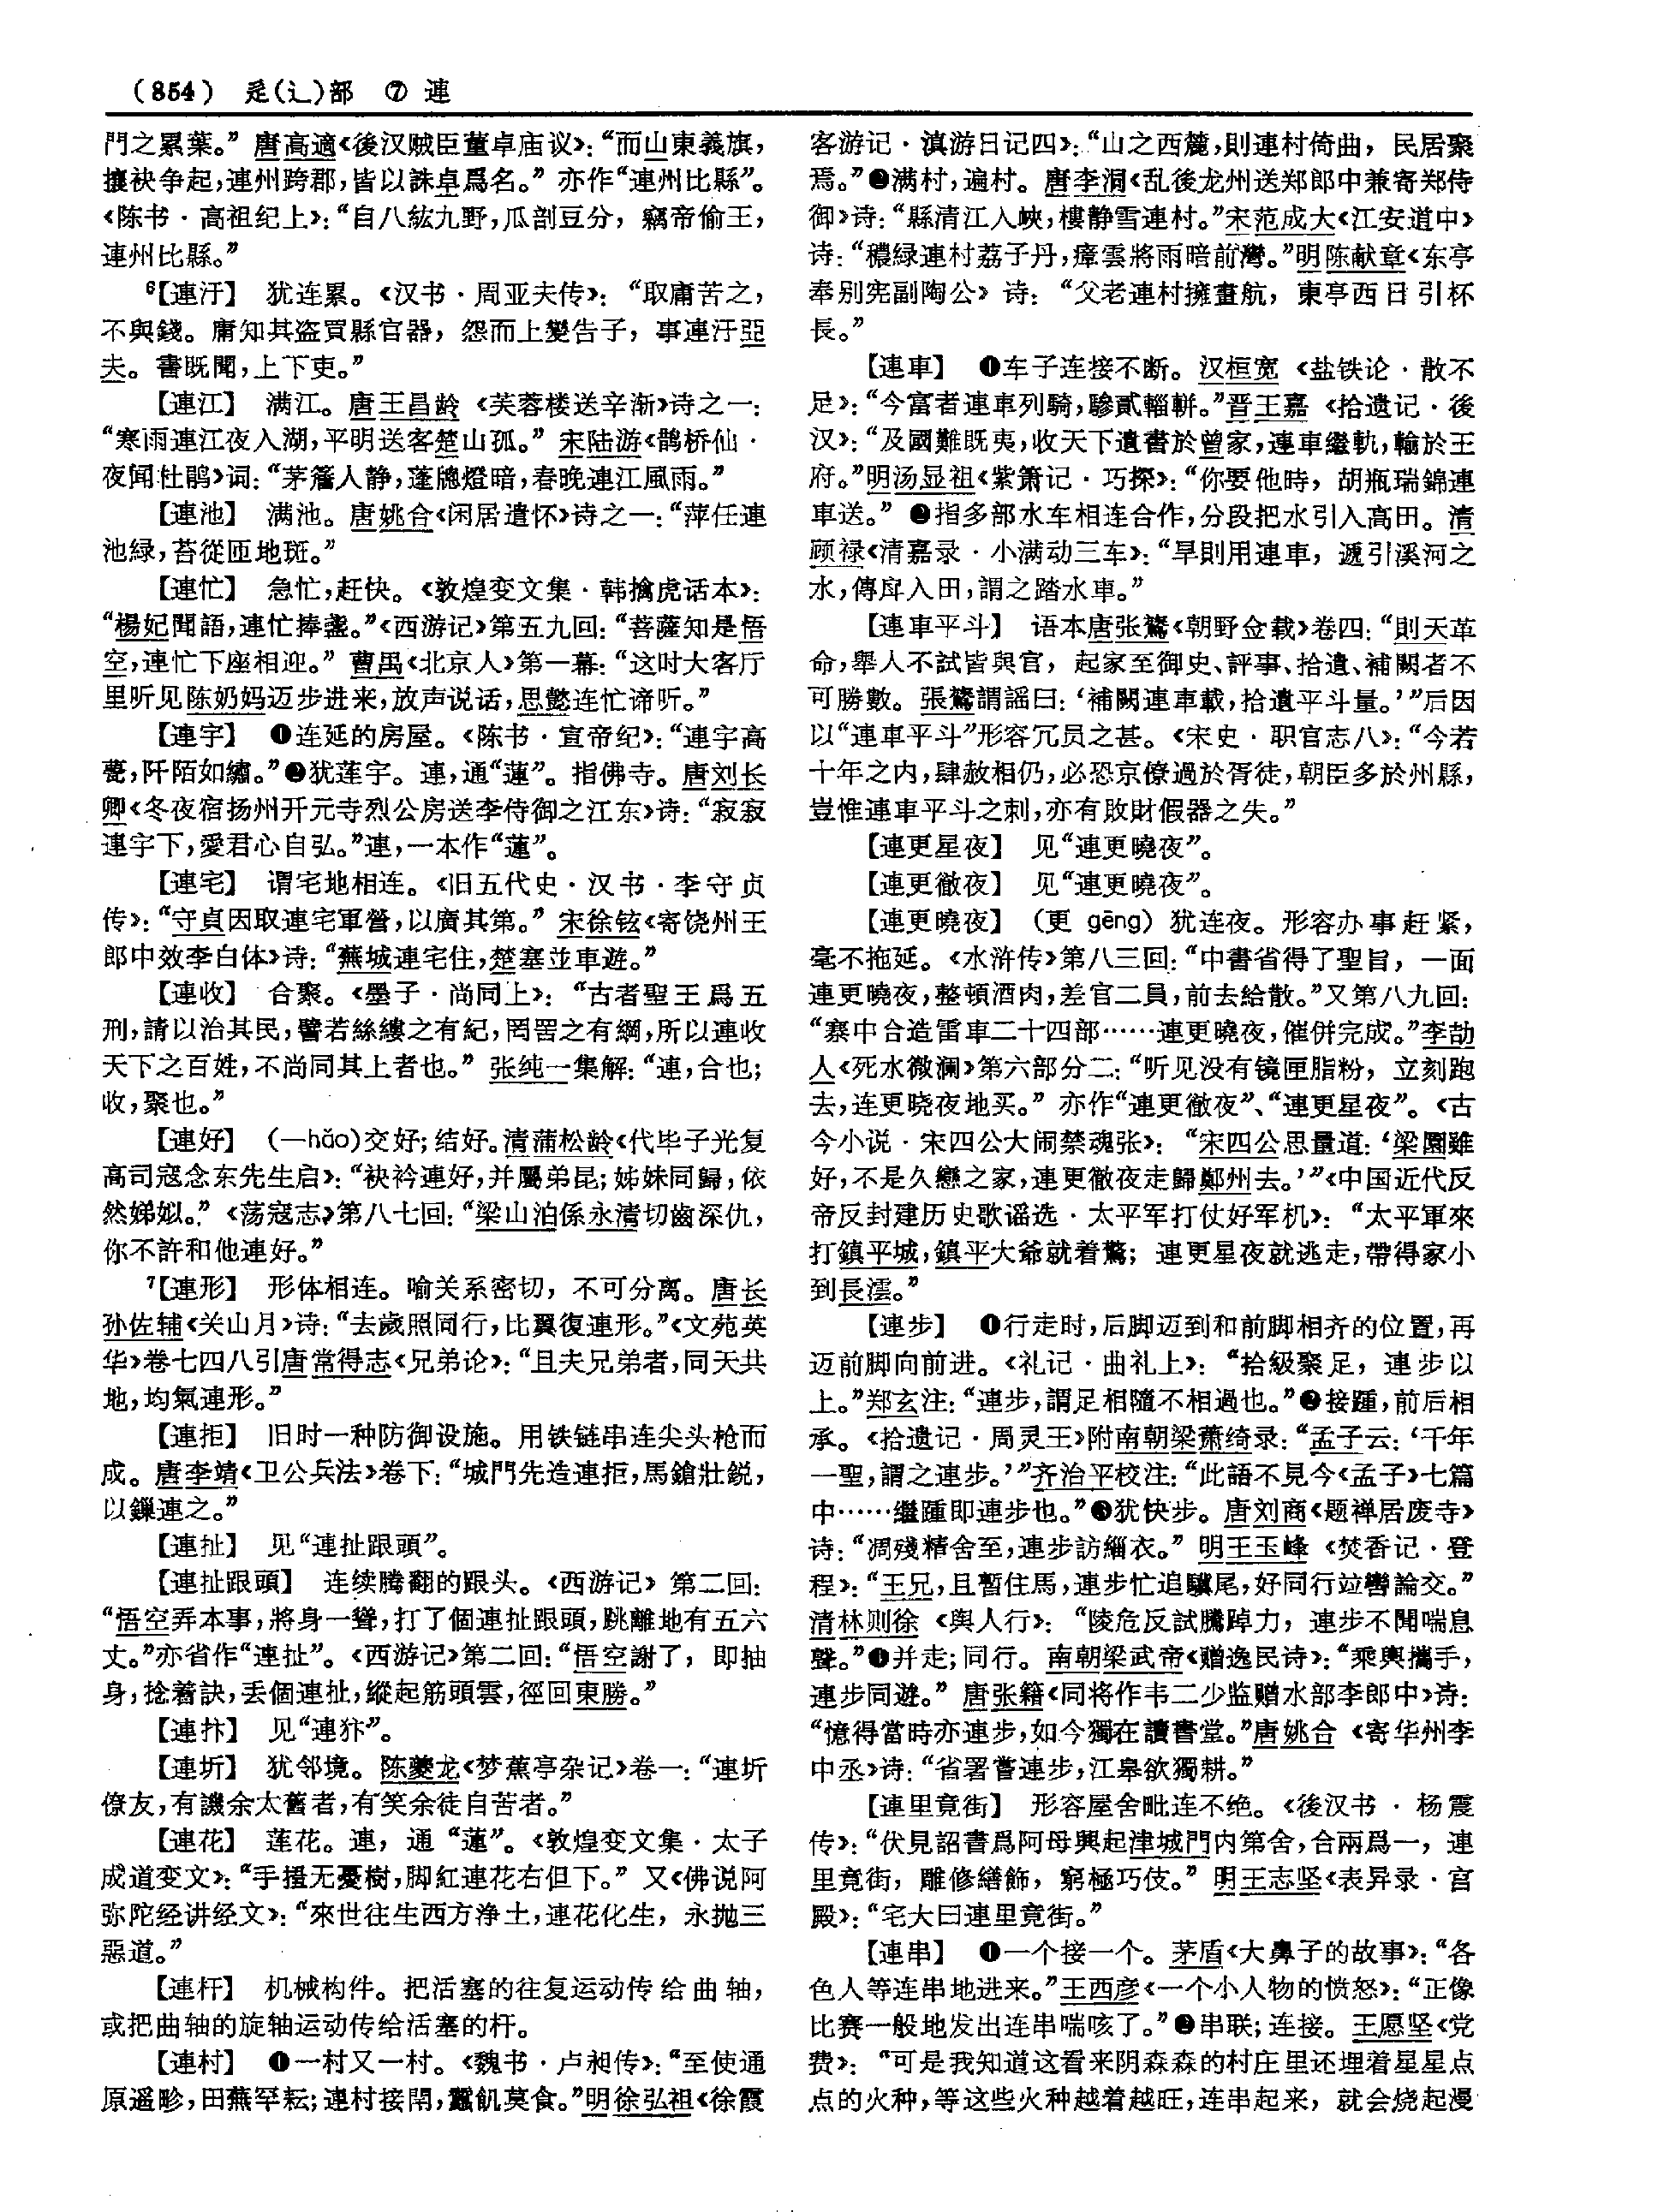 (854) 辵(辶)部 ⑦ 連
門之累葉。” 唐高適《後汉贼臣董卓庙议》：“而山東義旗，
攘袂争起，連州跨郡，皆以誅卓爲名。” 亦作“連州比縣”。
《陈书·高祖纪上》：“自八紘九野，瓜剖豆分，竊帝偷王，
連州比縣。”
⁶【連汙】 犹连累。《汉书·周亚夫传》：“取庸苦之，
不與錢。庸知其盗買縣官器，怨而上變告子，事連汙亞
夫。書既聞，上下吏。”
【連江】 满江。唐王昌龄《芙蓉楼送辛渐》诗之一：
“寒雨連江夜入湖，平明送客楚山孤。” 宋陆游《鹊桥仙·
夜闻杜鹃》词：“茅簷人静，蓬牕燈暗，春晚連江風雨。”
【連池】 满池。唐姚合《闲居遣怀》诗之一：“萍任連
池绿，苔從匝地斑。”
【連忙】 急忙，赶快。《敦煌变文集·韩擒虎话本》：
“楊妃聞語，連忙捧盞。”《西游记》第五九回：“菩薩知是悟
空，連忙下座相迎。” 曹禺《北京人》第一幕：“这时大客厅
里听见陈奶妈迈步进来，放声说话，思懿连忙谛听。”
【連宇】 ❶连延的房屋。《陈书·宣帝纪》：“連宇高
甍，阡陌如繡。”❷犹莲宇。連，通“蓮”。指佛寺。唐刘长
卿《冬夜宿扬州开元寺烈公房送李侍御之江东》诗：“寂寂
連宇下，愛君心自弘。”連，一本作“蓮”。
【連宅】 谓宅地相连。《旧五代史·汉书·李守贞
传》：“守貞因取連宅軍營，以廣其第。” 宋徐铉《寄饶州王
郎中效李白体》诗：“蕪城連宅住，楚塞並車遊。”
【連收】 合聚。《墨子·尚同上》：“古者聖王爲五
刑，請以治其民，譬若絲縷之有紀，罔罟之有綱，所以連收
天下之百姓，不尚同其上者也。” 张纯一集解：“連，合也；
收，聚也。”
【連好】 （—hǎo）交好；结好。清蒲松龄《代毕子光复
高司寇念东先生启》：“袂衿連好，并屬弟昆；姊妹同歸，依
然娣姒。”《荡寇志》第八七回：“梁山泊係永清切齒深仇，
你不許和他連好。”
⁷【連形】 形体相连。喻关系密切，不可分离。唐长
孙佐辅《关山月》诗：“去歲照同行，比翼復連形。”《文苑英
华》卷七四八引唐常得志《兄弟论》：“且夫兄弟者，同天共
地，均氣連形。”
【連拒】 旧时一种防御设施。用铁链串连尖头枪而
成。唐李靖《卫公兵法》卷下：“城門先造連拒，馬鎗壯鋭，
以鏁連之。”
【連扯】 见“連扯跟頭”。
【連扯跟頭】 连续腾翻的跟头。《西游记》第二回：
“悟空弄本事，將身一聳，打了個連扯跟頭，跳離地有五六
丈。”亦省作“連扯”。《西游记》第二回：“悟空謝了，即抽
身，捻着訣，丢個連扯，縱起筋頭雲，徑回東勝。”
【連抃】 见“連犿”。
【連圻】 犹邻境。陈夔龙《梦蕉亭杂记》卷一：“連圻
僚友，有譏余太舊者，有笑余徒自苦者。”
【連花】 莲花。連，通“蓮”。《敦煌变文集·太子
成道变文》：“手攀无憂樹，脚紅連花右但下。” 又《佛说阿
弥陀经讲经文》：“來世往生西方浄土，連花化生，永抛三
惡道。”
【連杆】 机械构件。把活塞的往复运动传给曲轴，
或把曲轴的旋轴运动传给活塞的杆。
【連村】 ❶一村又一村。《魏书·卢昶传》：“至使通
原遥畛，田蕪罕耘；連村接閈，蠶飢莫食。”明徐弘祖《徐霞
客游记·滇游日记四》：“山之西麓，則連村倚曲，民居聚
焉。”❷满村，遍村。唐李洞《乱後龙州送郑郎中兼寄郑侍
御》诗：“縣清江入峽，樓静雪連村。”宋范成大《江安道中》
诗：“穠緑連村荔子丹，瘴雲將雨暗前灣。”明陈献章《东亭
奉别宪副陶公》诗：“父老連村擁畫航，東亭西日引杯
長。”
【連車】 ❶车子连接不断。汉桓宽《盐铁论·散不
足》：“今富者連車列騎，驂貳輜軿。”晋王嘉《拾遗记·後
汉》：“及國難既夷，收天下遺書於曾家，連車繼軌，輸於王
府。”明汤显祖《紫箫记·巧探》：“你要他時，胡瓶瑞錦連
車送。” ❷指多部水车相连合作，分段把水引入高田。清
顾禄《清嘉录·小满动三车》：“旱則用連車，遞引溪河之
水，傳戽入田，謂之踏水車。”
【連車平斗】 语本唐张鷟《朝野佥载》卷四：“則天革
命，舉人不試皆與官，起家至御史、評事、拾遺、補闕者不
可勝數。張鷟謂謡曰：‘補闕連車載，拾遺平斗量。’”后因
以“連車平斗”形容冗员之甚。《宋史·职官志八》：“今若
十年之内，肆赦相仍，必恐京僚過於胥徒，朝臣多於州縣，
豈惟連車平斗之刺，亦有敗財假器之失。”
【連更星夜】 见“連更曉夜”。
【連更徹夜】 见“連更曉夜”。
【連更曉夜】 （更 gēng）犹连夜。形容办事赶紧，
毫不拖延。《水浒传》第八三回：“中書省得了聖旨，一面
連更曉夜，整頓酒肉，差官二員，前去給散。”又第八九回：
“寨中合造雷車二十四部……連更曉夜，催併完成。”李劼
人《死水微澜》第六部分二：“听见没有镜匣脂粉，立刻跑
去，连更晓夜地买。” 亦作“連更徹夜”、“連更星夜”。《古
今小说·宋四公大闹禁魂张》：“宋四公思量道：‘梁園雖
好，不是久戀之家，連更徹夜走歸鄭州去。’”《中国近代反
帝反封建历史歌谣选·太平军打仗好军机》：“太平軍來
打鎮平城，鎮平大爺就着驚；連更星夜就逃走，帶得家小
到長澐。”
【連步】 ❶行走时，后脚迈到和前脚相齐的位置，再
迈前脚向前进。《礼记·曲礼上》：“拾級聚足，連步以
上。”郑玄注：“連步，謂足相隨不相過也。”❷接踵，前后相
承。《拾遗记·周灵王》附南朝梁萧绮录：“孟子云：‘千年
一聖，謂之連步。’”齐治平校注：“此語不見今《孟子》七篇
中……繼踵即連步也。”❸犹快步。唐刘商《题禅居废寺》
诗：“凋殘精舍至，連步訪緇衣。” 明王玉峰《焚香记·登
程》：“王兄，且暫住馬，連步忙追驥尾，好同行竝轡論交。”
清林则徐《舆人行》：“陵危反試騰踔力，連步不聞喘息
聲。”❹并走；同行。南朝梁武帝《赠逸民诗》：“乘輿攜手，
連步同遊。” 唐张籍《同将作韦二少监赠水部李郎中》诗：
“憶得當時亦連步，如今獨在讀書堂。”唐姚合《寄华州李
中丞》诗：“省署嘗連步，江皋欲獨耕。”
【連里竟街】 形容屋舍毗连不绝。《後汉书·杨震
传》：“伏見詔書爲阿母興起津城門内第舍，合兩爲一，連
里竟街，雕修繕飾，窮極巧伎。” 明王志坚《表异录·宫
殿》：“宅大曰連里竟街。”
【連串】 ❶一个接一个。茅盾《大鼻子的故事》：“各
色人等连串地进来。”王西彦《一个小人物的愤怒》：“正像
比赛一般地发出连串喘咳了。”❷串联；连接。王愿坚《党
费》：“可是我知道这看来阴森森的村庄里还埋着星星点
点的火种，等这些火种越着越旺，连串起来，就会烧起漫